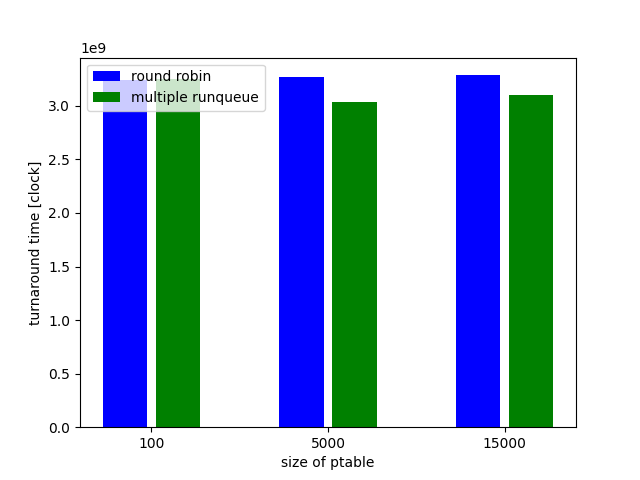 1e9
round robin
multiple runqueue
3.0
2.5
2.0
1.5
1.0
0.5
0.0
turnaround time [clock]
100 5000 15000
size of ptable